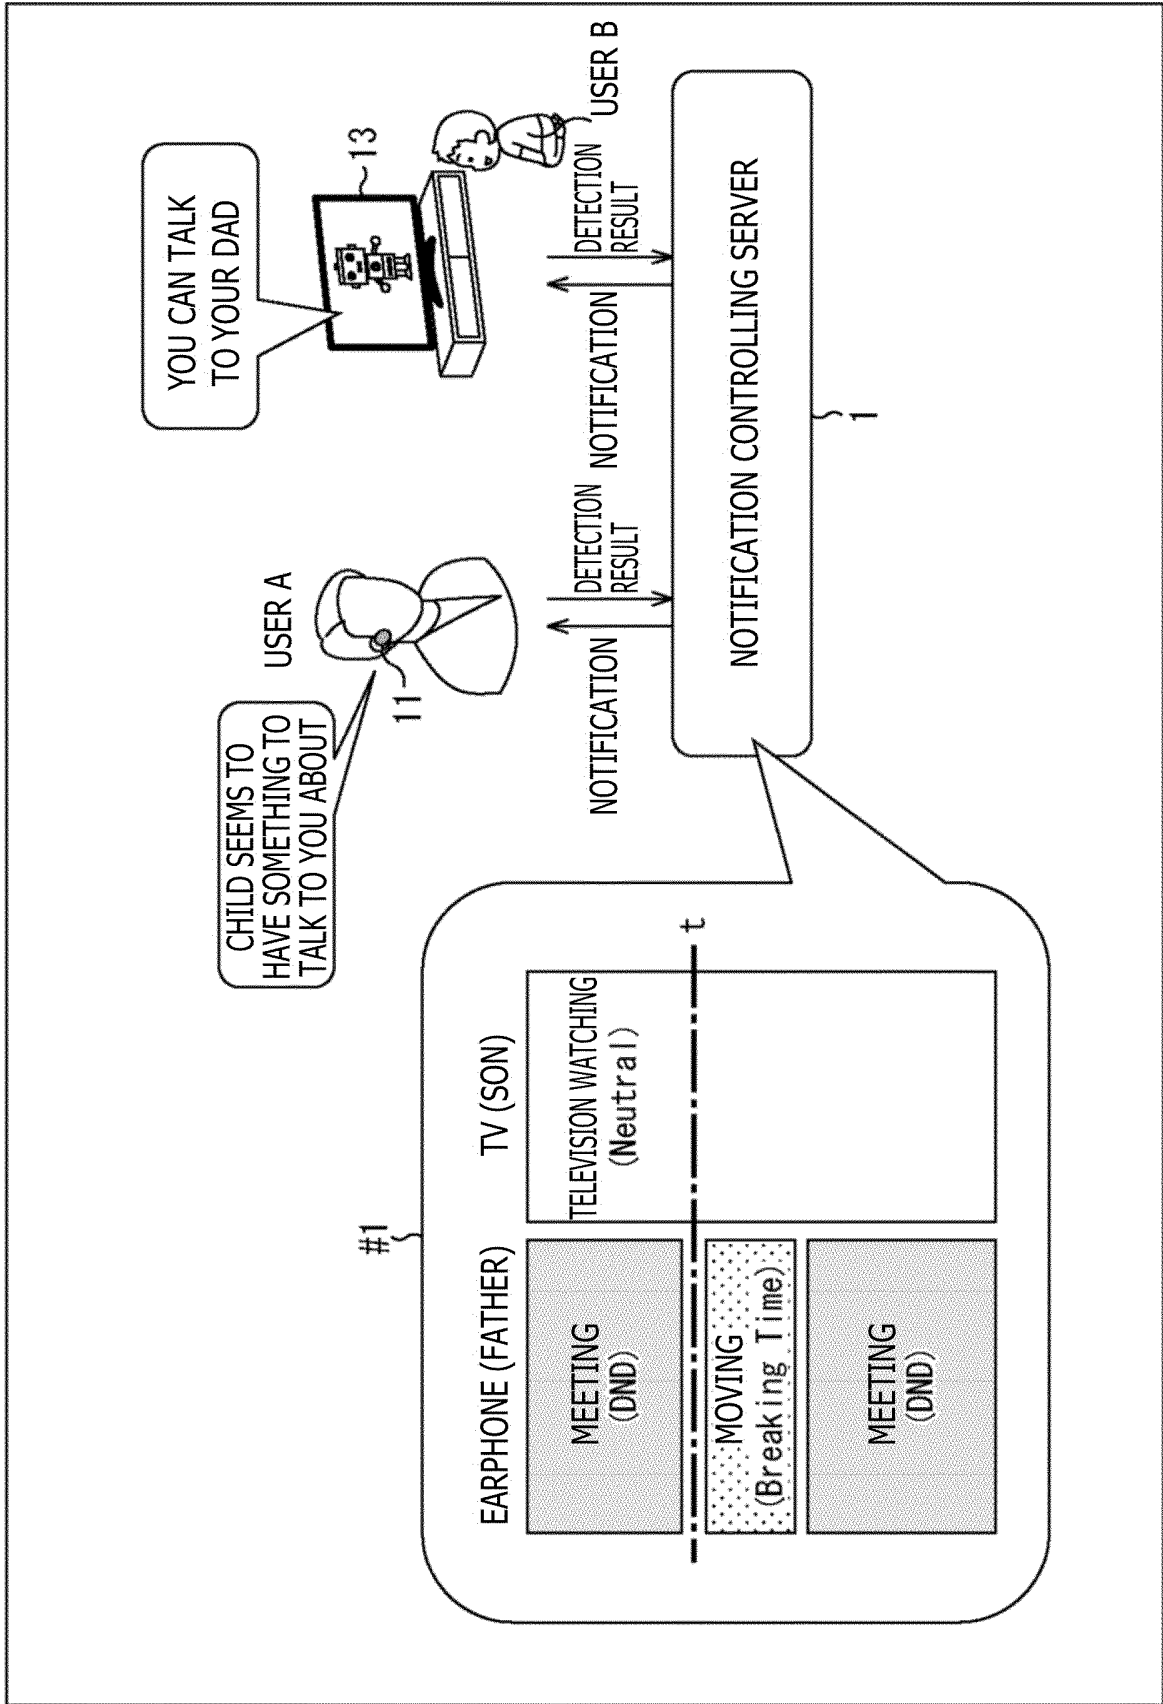 CHILD SEEMS TO
HAVE SOMETHING TO
TALK TO YOU ABOUT
USER A
11
YOU CAN TALK
TO YOUR DAD
13
USER B
NOTIFICATION
DETECTION
RESULT
NOTIFICATION
DETECTION
RESULT
NOTIFICATION CONTROLLING SERVER
1
#1
EARPHONE (FATHER)
TV (SON)
MEETING
(DND)
TELEVISION WATCHING
(Neutral)
t
MOVING
(Breaking Time)
MEETING
(DND)